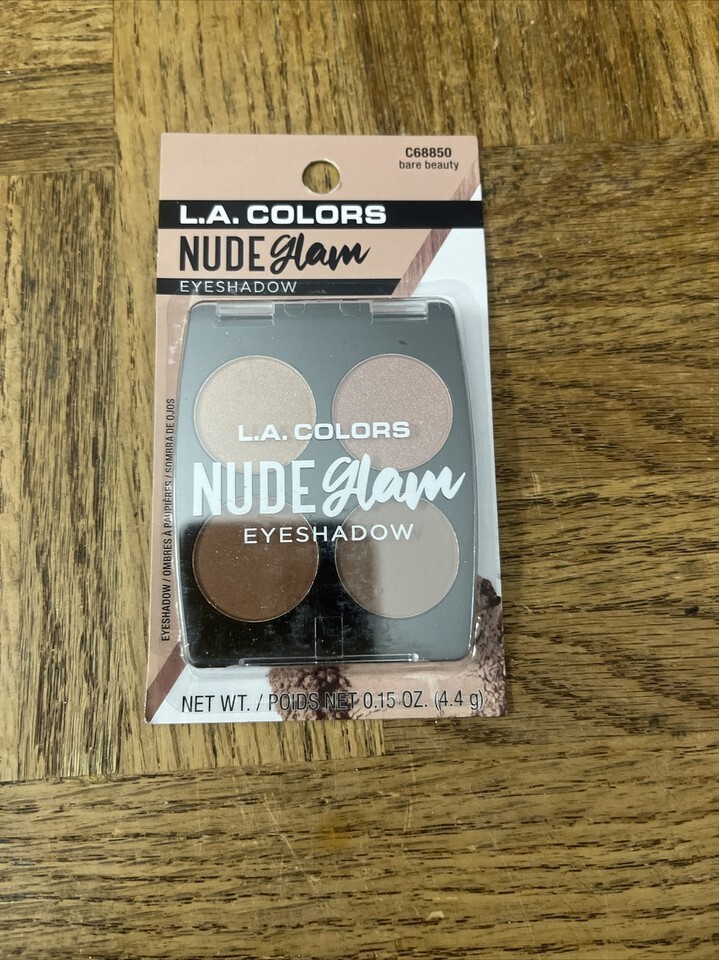 C68850
bare beauty
L.A. COLORS
NUDE glam
EYESHADOW
EYESHADOW / OMBRES À PAUPIÈRES / SOMBRA DE OJOS
L.A. COLORS
NUDE glam
EYESHADOW
NET WT. / POIDS NET 0.15 OZ. (4.4 g)